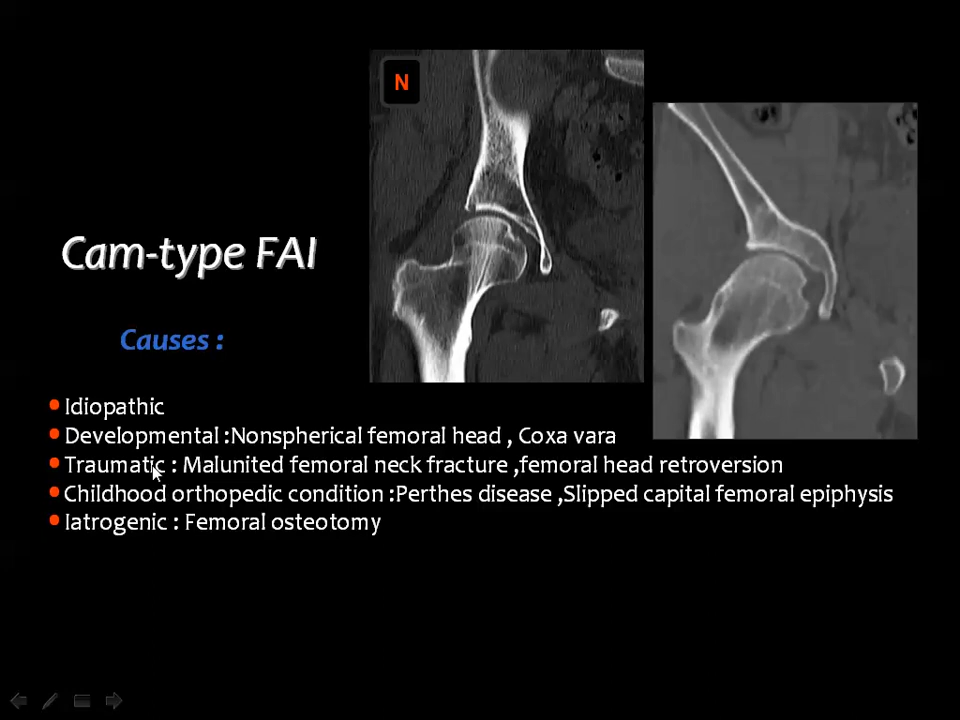 N
Cam-type FAI
Causes :
Idiopathic
Developmental :Nonspherical femoral head , Coxa vara
Traumatic : Malunited femoral neck fracture ,femoral head retroversion
Childhood orthopedic condition :Perthes disease ,Slipped capital femoral epiphysis
Iatrogenic : Femoral osteotomy